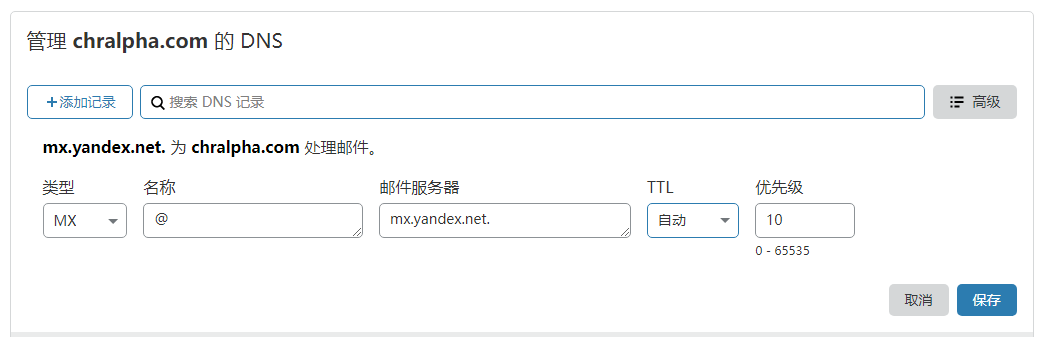 管理 chralpha.com 的 DNS
+添加记录 搜索 DNS 记录 高级
mx.yandex.net. 为 chralpha.com 处理邮件。
类型 名称 邮件服务器 TTL 优先级
MX @ mx.yandex.net. 自动 10
0 - 65535
取消 保存